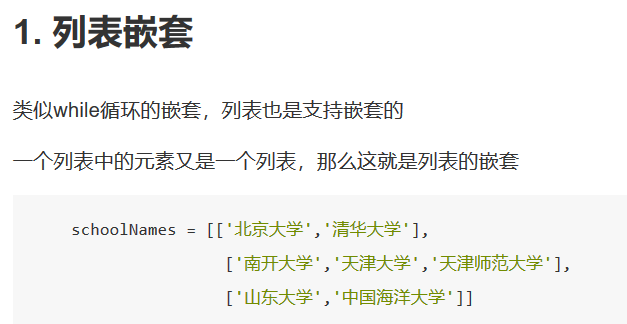 1. 列表嵌套
类似while循环的嵌套，列表也是支持嵌套的
一个列表中的元素又是一个列表，那么这就是列表的嵌套
schoolNames = [['北京大学','清华大学'],
['南开大学','天津大学','天津师范大学'],
['山东大学','中国海洋大学']]